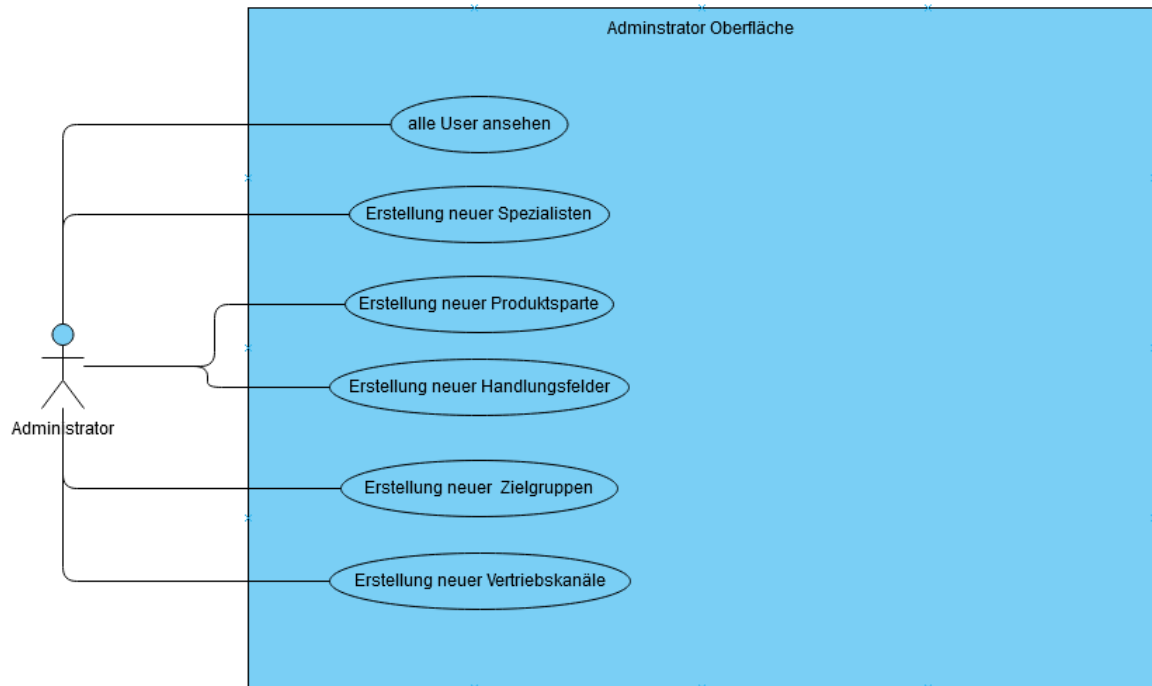 Adminstrator Oberfläche
alle User ansehen
Erstellung neuer Spezialisten
Erstellung neuer Produktsparte
Erstellung neuer Handlungsfelder
Administrator
Erstellung neuer  Zielgruppen
Erstellung neuer Vertriebskanäle